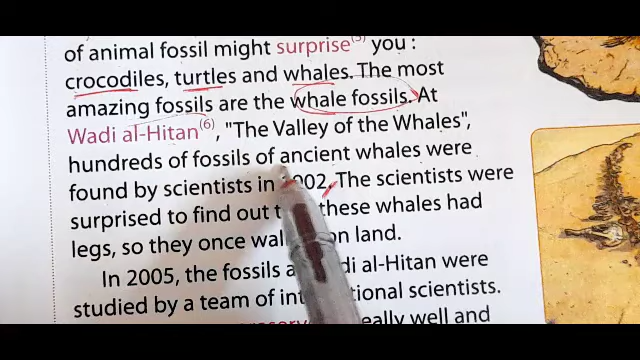 of animal fossil might surprise(5) you :
crocodiles, turtles and whales. The most
amazing fossils are the whale fossils. At
Wadi al-Hitan(6), "The Valley of the Whales",
hundreds of fossils of ancient whales were
found by scientists in 2002. The scientists were
surprised to find out these whales had
legs, so they once on land.
In 2005, the fossils al-Hitan were
studied by a team of scientists.
well and